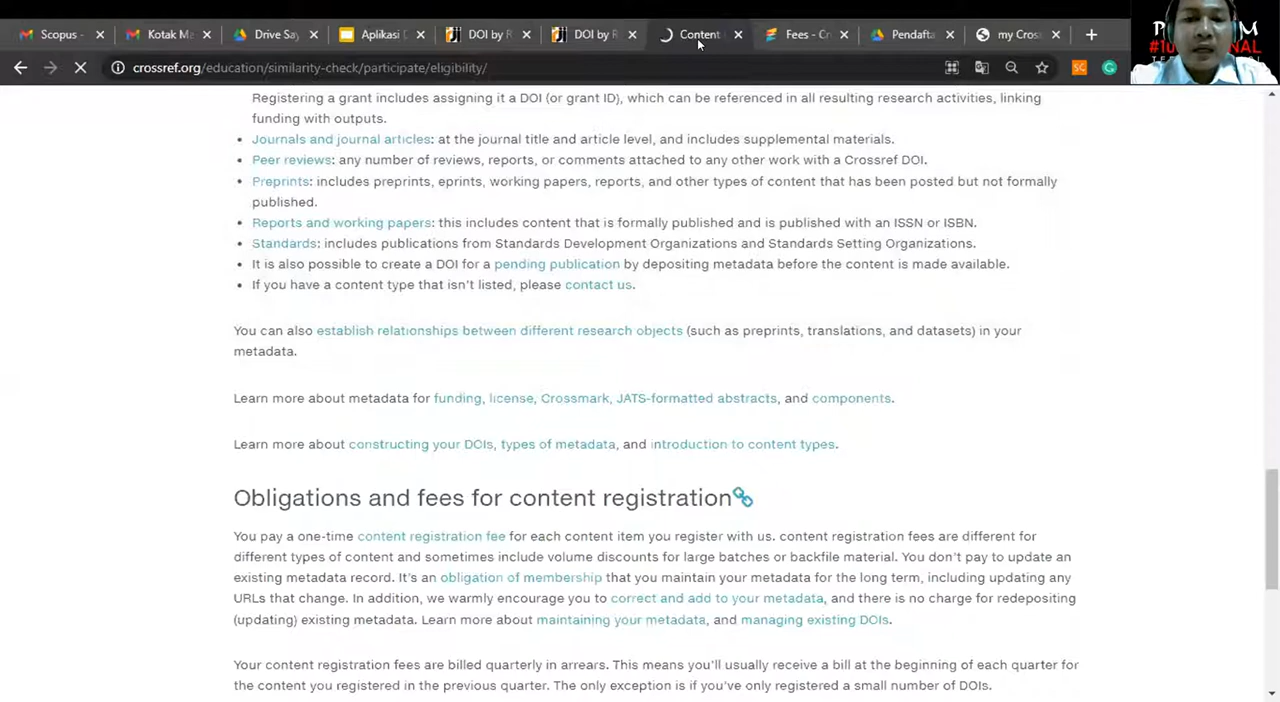 Scopus -
Kotak Ma
Drive Say
Aplikasi D
DOI by R
DOI by R
Content
Fees - Cr
Pendafta
my Cros
crossref.org/education/similarity-check/participate/eligibility/
SC
Registering a grant includes assigning it a DOI (or grant ID), which can be referenced in all resulting research activities, linking
funding with outputs.
• Journals and journal articles: at the journal title and article level, and includes supplemental materials.
• Peer reviews: any number of reviews, reports, or comments attached to any other work with a Crossref DOI.
• Preprints: includes preprints, eprints, working papers, reports, and other types of content that has been posted but not formally
published.
• Reports and working papers: this includes content that is formally published and is published with an ISSN or ISBN.
• Standards: includes publications from Standards Development Organizations and Standards Setting Organizations.
• It is also possible to create a DOI for a pending publication by depositing metadata before the content is made available.
• If you have a content type that isn't listed, please contact us.
You can also establish relationships between different research objects (such as preprints, translations, and datasets) in your
metadata.
Learn more about metadata for funding, license, Crossmark, JATS-formatted abstracts, and components.
Learn more about constructing your DOIs, types of metadata, and introduction to content types.
Obligations and fees for content registration
You pay a one-time content registration fee for each content item you register with us. content registration fees are different for
different types of content and sometimes include volume discounts for large batches or backfile material. You don't pay to update an
existing metadata record. It's an obligation of membership that you maintain your metadata for the long term, including updating any
URLs that change. In addition, we warmly encourage you to correct and add to your metadata, and there is no charge for redepositing
(updating) existing metadata. Learn more about maintaining your metadata, and managing existing DOIs.
Your content registration fees are billed quarterly in arrears. This means you'll usually receive a bill at the beginning of each quarter for
the content you registered in the previous quarter. The only exception is if you've only registered a small number of DOIs.